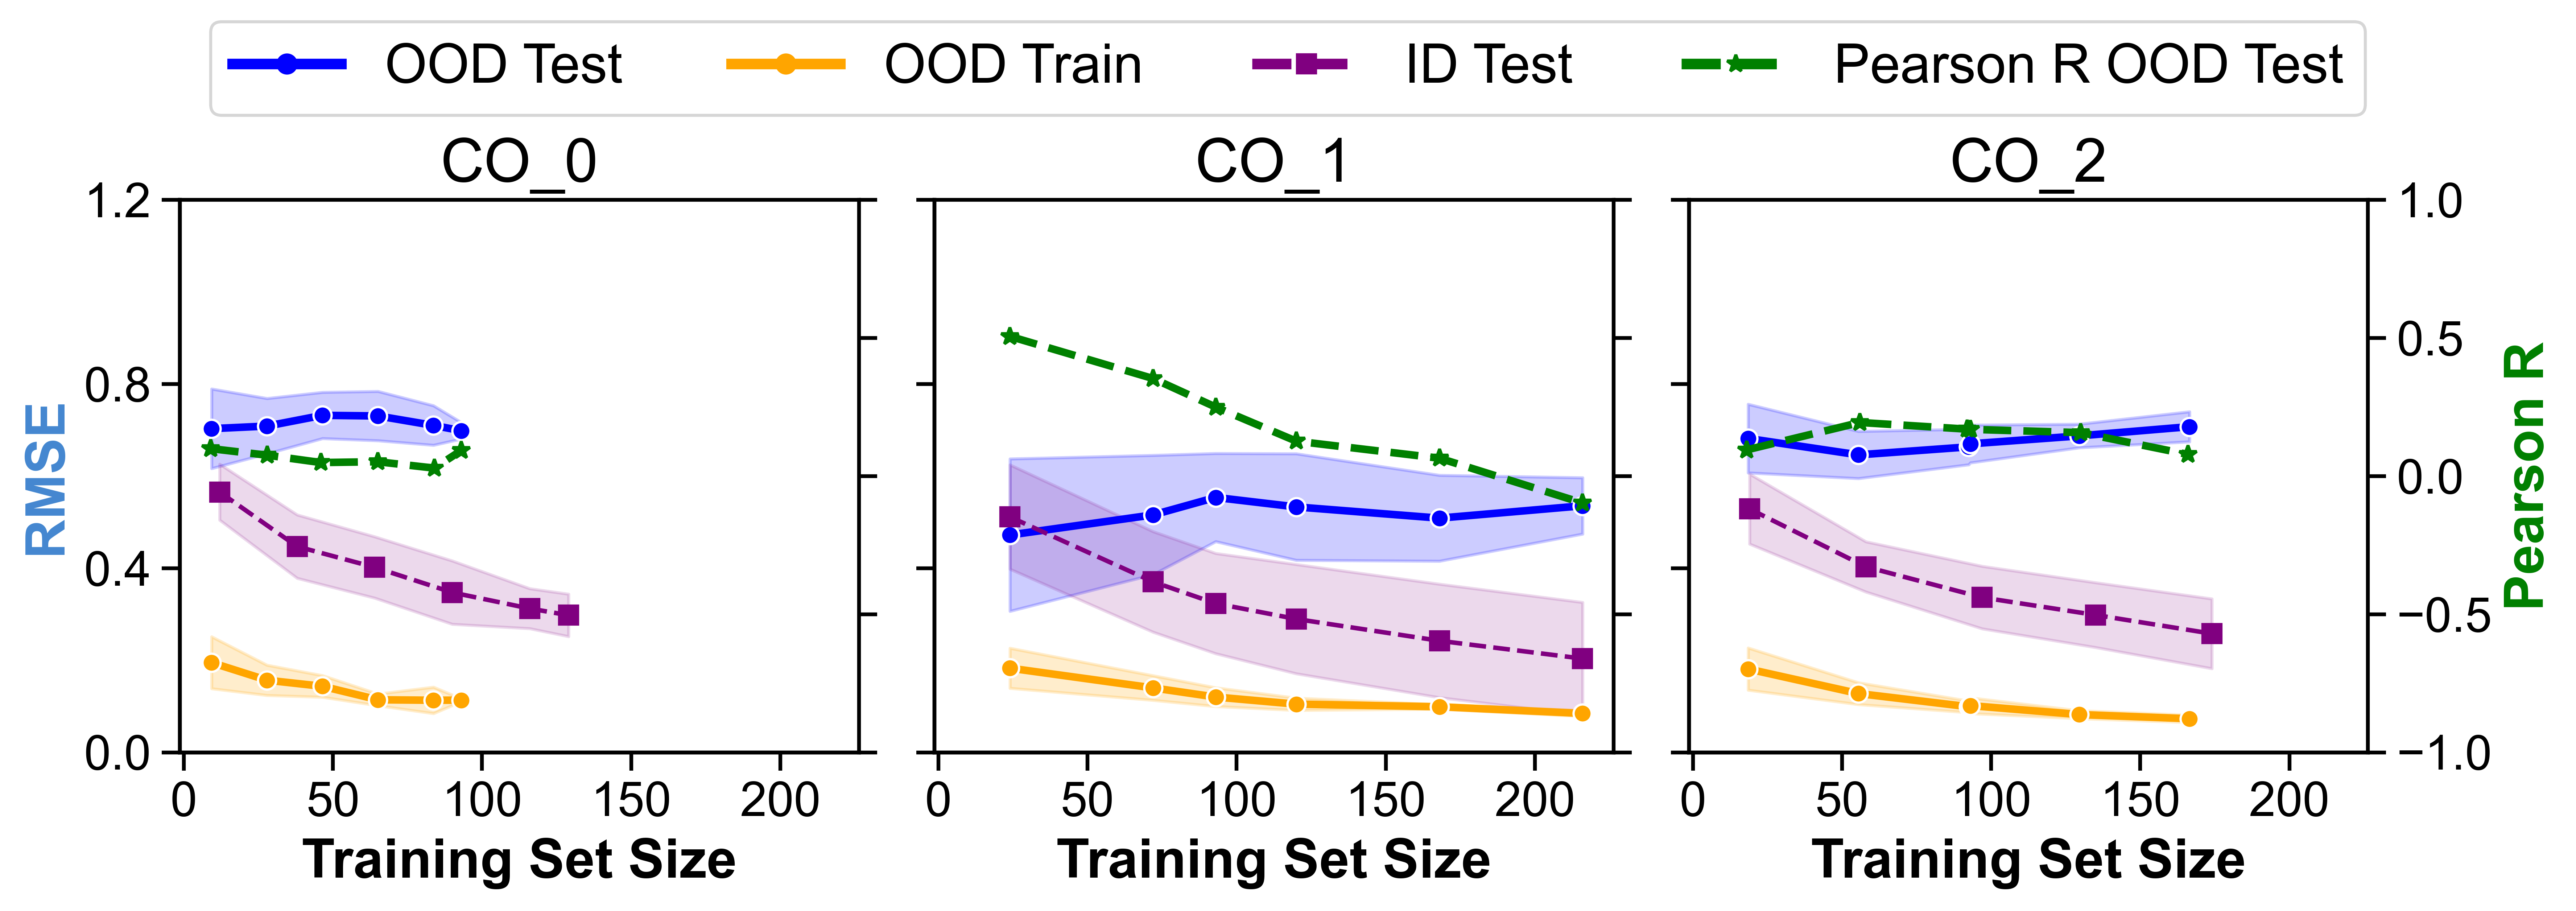 OOD Test OOD Train ID Test Pearson R OOD Test
CO_0 CO_1 CO_2
1.2
0.8
0.4
0.0
RMSE
1.0
0.5
0.0
−0.5
−1.0
Pearson R
0 50 100 150 200
0 50 100 150 200
0 50 100 150 200
Training Set Size Training Set Size Training Set Size